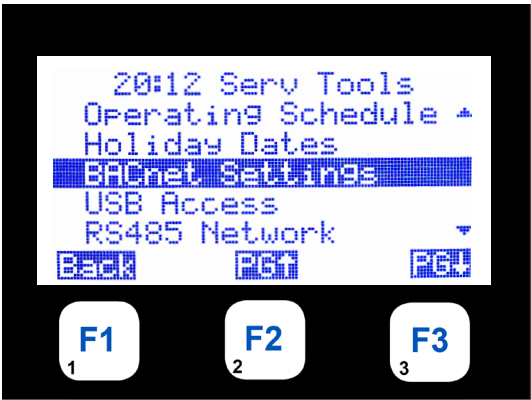 20:12 Serv Tools
Operating Schedule
Holiday Dates
BACnet Settings
USB Access
RS485 Network
Back PG↑ PG↓
F1 F2 F3
1 2 3